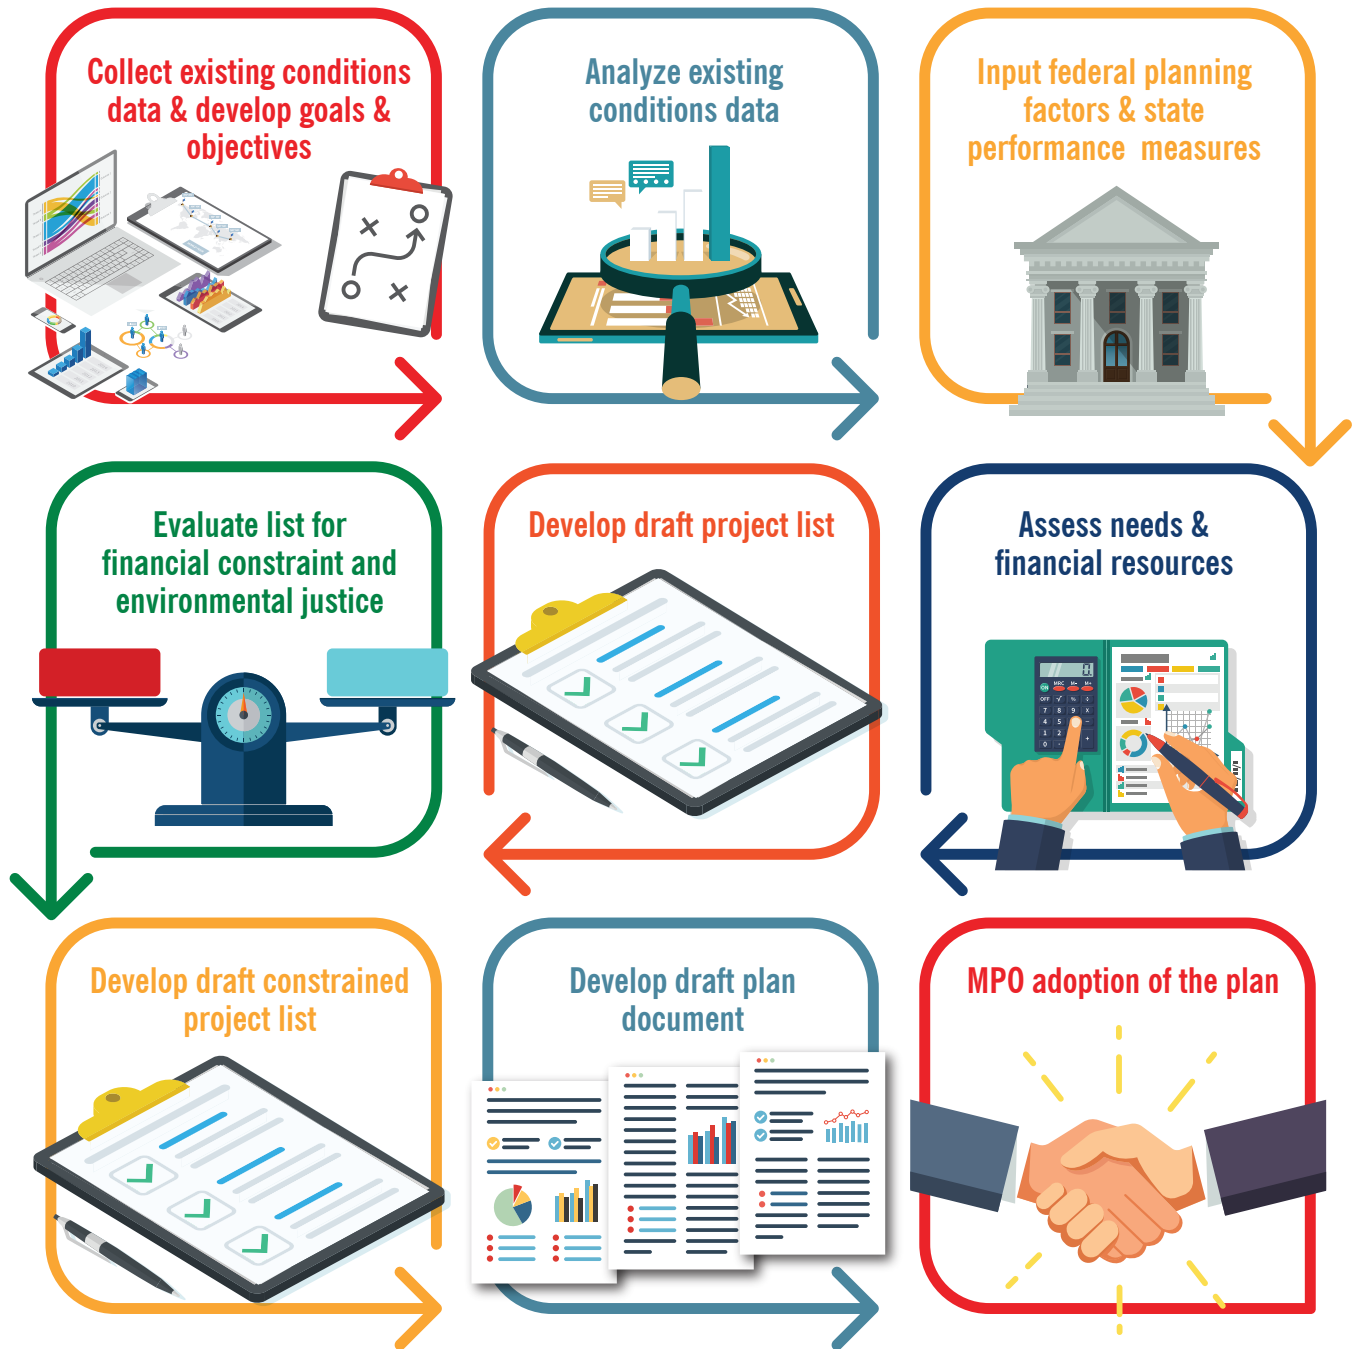 Collect existing conditions
data & develop goals &
objectives
Analyze existing
conditions data
Input federal planning
factors & state
performance measures
Assess needs &
financial resources
Develop draft project list
Evaluate list for
financial constraint and
environmental justice
Develop draft constrained
project list
Develop draft plan
document
MPO adoption of the plan